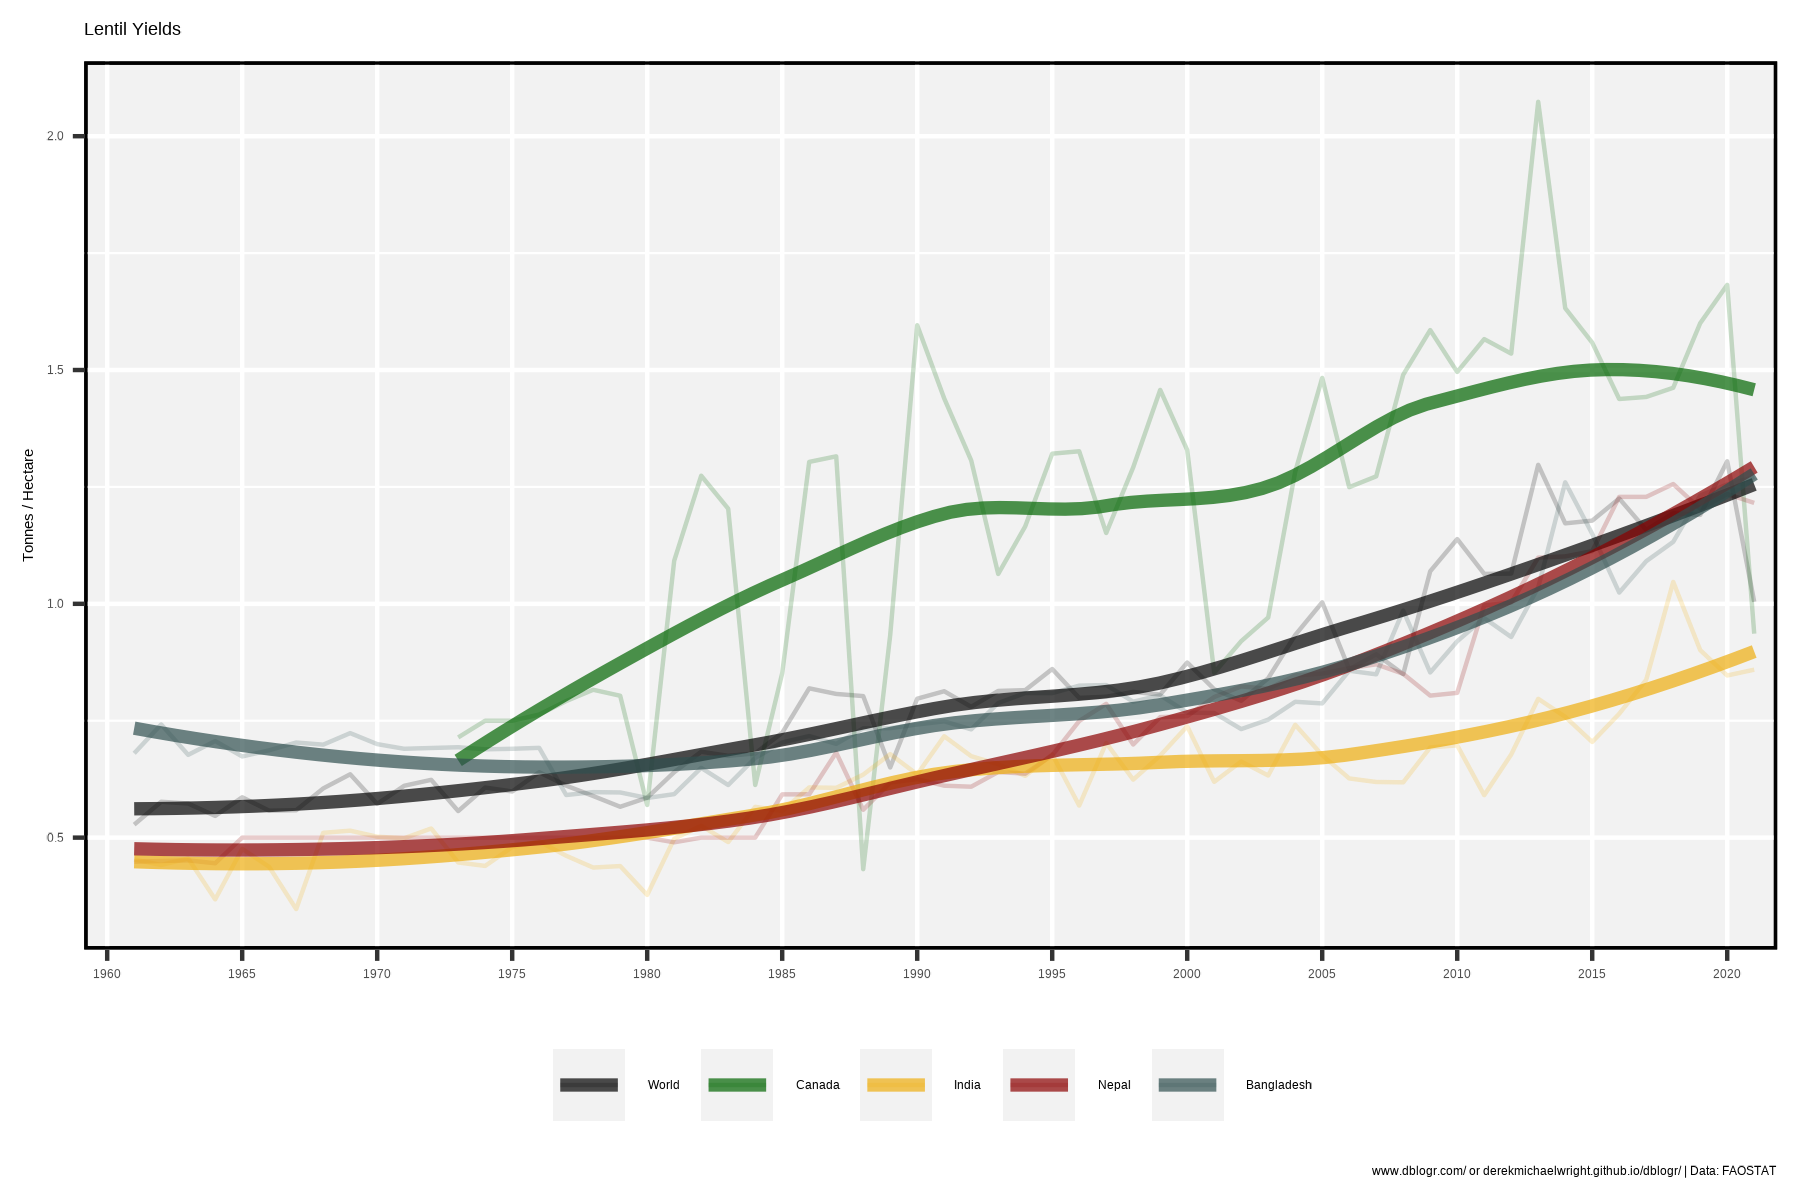 Lentil Yields
Tonnes / Hectare
2.0
1.5
1.0
0.5
1960 1965 1970 1975 1980 1985 1990 1995 2000 2005 2010 2015 2020
World Canada India Nepal Bangladesh
www.dblogr.com/ or derekmichaelwright.github.io/dblogr/ | Data: FAOSTAT